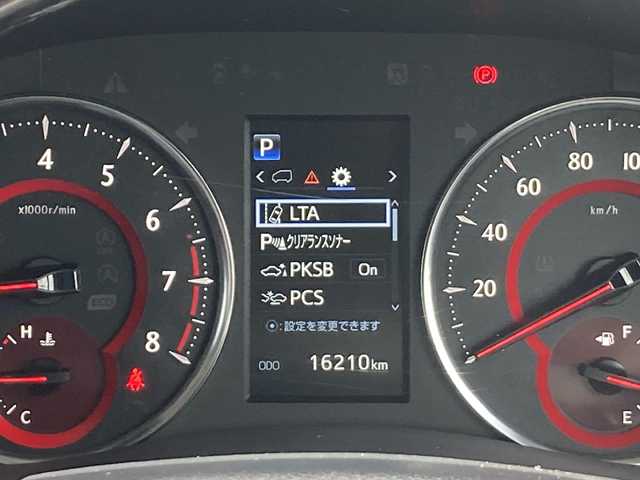 P
LTA
P クリアランスソナー
PKSB On
PCS
:設定を変更できます
ODO 16210km
4
5
6
7
8
x1000r/min
H
C
P
20
40
60
80
10
km/h
F
E